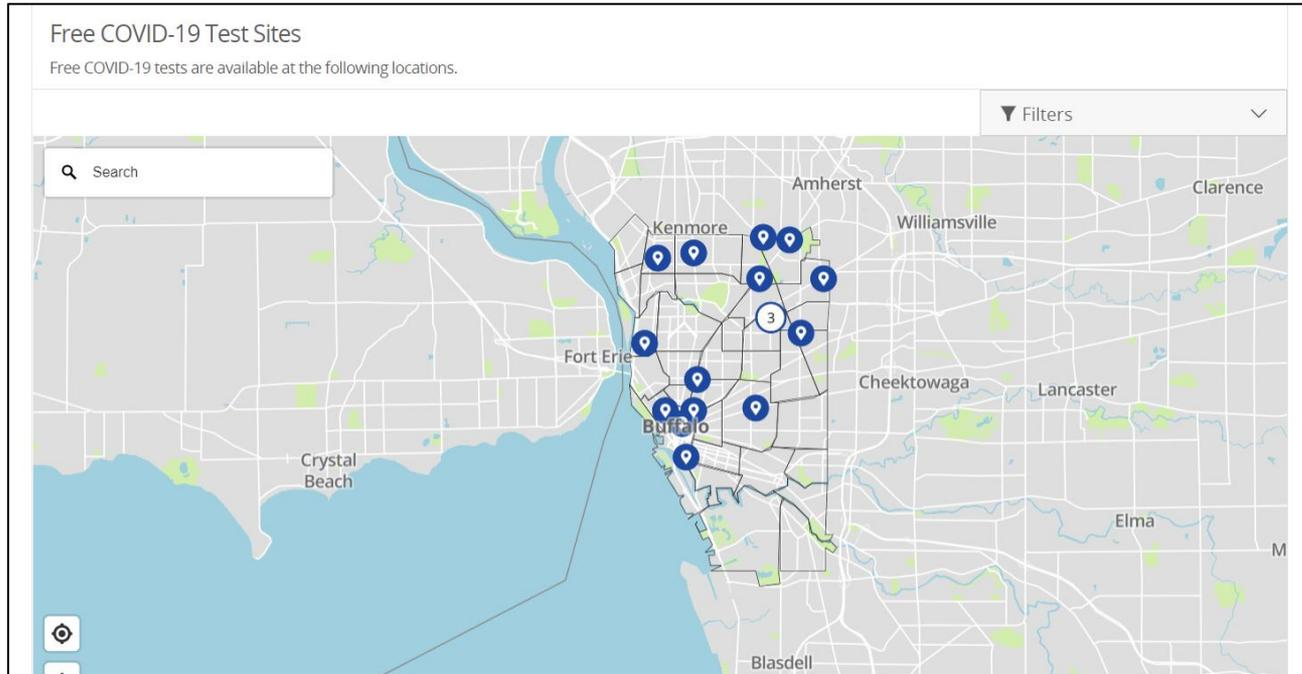 Free COVID-19 Test Sites
Free COVID-19 tests are available at the following locations.
Filters
Search
Amherst
Clarence
Williamsville
Kenmore
3
Fort Erie
Cheektowaga
Lancaster
Buffalo
Crystal
Beach
Elma
M
Blasdell